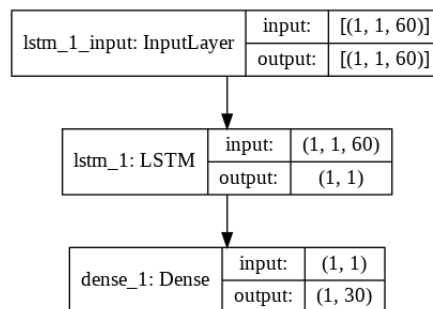 lstm_1_input: InputLayer
input: [(1, 1, 60)]
output: [(1, 1, 60)]
lstm_1: LSTM
input: (1, 1, 60)
output: (1, 1)
dense_1: Dense
input: (1, 1)
output: (1, 30)